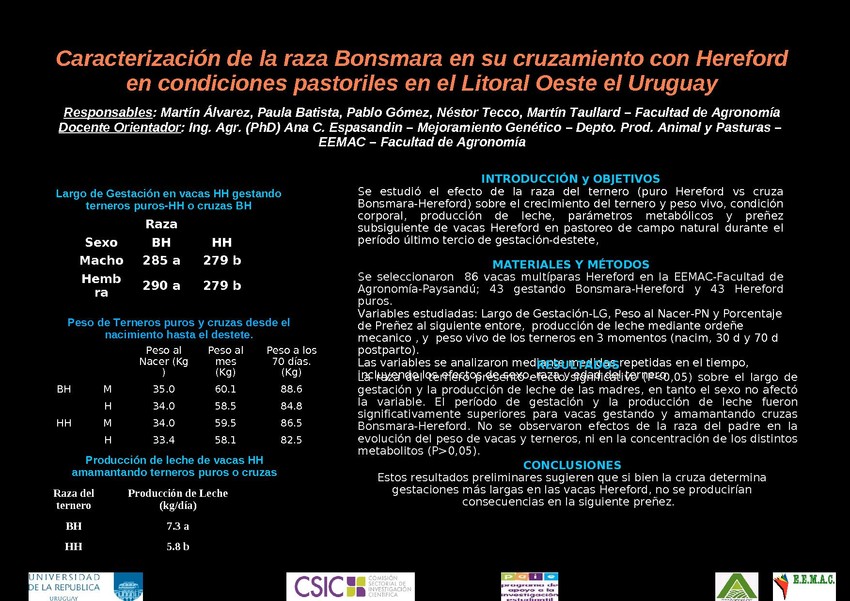 Caracterización de la raza Bonsmara en su cruzamiento con Hereford
en condiciones pastoriles en el Litoral Oeste el Uruguay
Responsables: Martín Álvarez, Paula Batista, Pablo Gómez, Néstor Tecco, Martín Taullard – Facultad de Agronomía
Docente Orientador: Ing. Agr. (PhD) Ana C. Espasandin – Mejoramiento Genético – Depto. Prod. Animal y Pasturas –
EEMAC – Facultad de Agronomía
Largo de Gestación en vacas HH gestando
terneros puros-HH o cruzas BH
Raza
Sexo BH HH
Macho 285 a 279 b
Hemb
ra 290 a 279 b
Peso de Terneros puros y cruzas desde el
nacimiento hasta el destete.
Peso al Peso al Peso a los
Nacer (Kg mes 70 días.
) (Kg) (Kg)
BH M 35.0 60.1 88.6
H 34.0 58.5 84.8
HH M 34.0 59.5 86.5
H 33.4 58.1 82.5
Producción de leche de vacas HH
amamantando terneros puros o cruzas
Raza del Producción de Leche
ternero (kg/día)
BH 7.3 a
HH 5.8 b
INTRODUCCIÓN y OBJETIVOS
Se estudió el efecto de la raza del ternero (puro Hereford vs cruza
Bonsmara-Hereford) sobre el crecimiento del ternero y peso vivo, condición
corporal, producción de leche, parámetros metabólicos y preñez
subsiguiente de vacas Hereford en pastoreo de campo natural durante el
período último tercio de gestación-destete,
MATERIALES Y MÉTODOS
Se seleccionaron 86 vacas multíparas Hereford en la EEMAC-Facultad de
Agronomía-Paysandú; 43 gestando Bonsmara-Hereford y 43 Hereford
puros.
Variables estudiadas: Largo de Gestación-LG, Peso al Nacer-PN y Porcentaje
de Preñez al siguiente entore, producción de leche mediante ordeñe
mecanico , y peso vivo de los terneros en 3 momentos (nacim, 30 d y 70 d
postparto).
Las variables se analizaron mediante medidas repetidas en el tiempo,
incluyendo los efectos de sexo, raza y edad del ternero
RESULTADOS
La raza del ternero presentó efecto significativo (P<0,05) sobre el largo de
gestación y la producción de leche de las madres, en tanto el sexo no afectó
la variable. El período de gestación y la producción de leche fueron
significativamente superiores para vacas gestando y amamantando cruzas
Bonsmara-Hereford. No se observaron efectos de la raza del padre en la
evolución del peso de vacas y terneros, ni en la concentración de los distintos
metabolitos (P>0,05).
CONCLUSIONES
Estos resultados preliminares sugieren que si bien la cruza determina
gestaciones más largas en las vacas Hereford, no se producirían
consecuencias en la siguiente preñez.
UNIVERSIDAD
DE LA REPUBLICA
URUGUAY
CSIC
COMISIÓN
SECTORIAL DE
INVESTIGACIÓN
CIENTÍFICA
paie
programa de
apoyo a la
investigación
estudiantil
E.E.M.A.C.